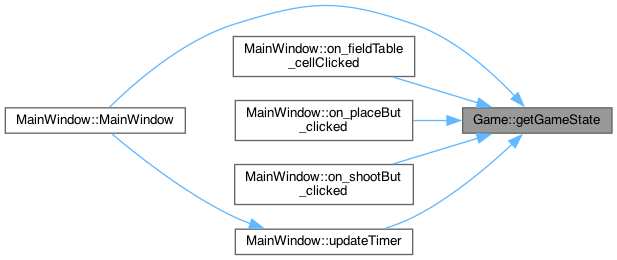 MainWindow::on_fieldTable
_cellClicked
MainWindow::MainWindow
MainWindow::on_placeBut
_clicked
Game::getGameState
MainWindow::on_shootBut
_clicked
MainWindow::updateTimer